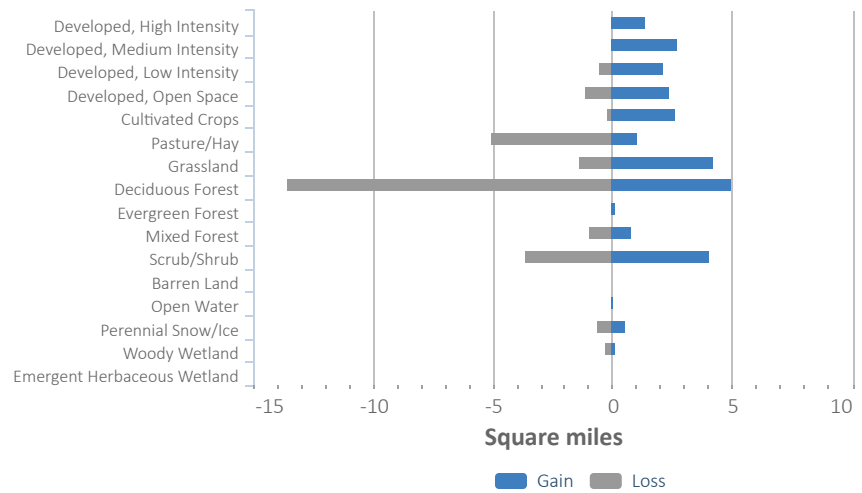 Developed, High Intensity
Developed, Medium Intensity
Developed, Low Intensity
Developed, Open Space
Cultivated Crops
Pasture/Hay
Grassland
Deciduous Forest
Evergreen Forest
Mixed Forest
Scrub/Shrub
Barren Land
Open Water
Perennial Snow/Ice
Woody Wetland
Emergent Herbaceous Wetland
-15 -10 -5 0 5 10
Square miles
Gain Loss